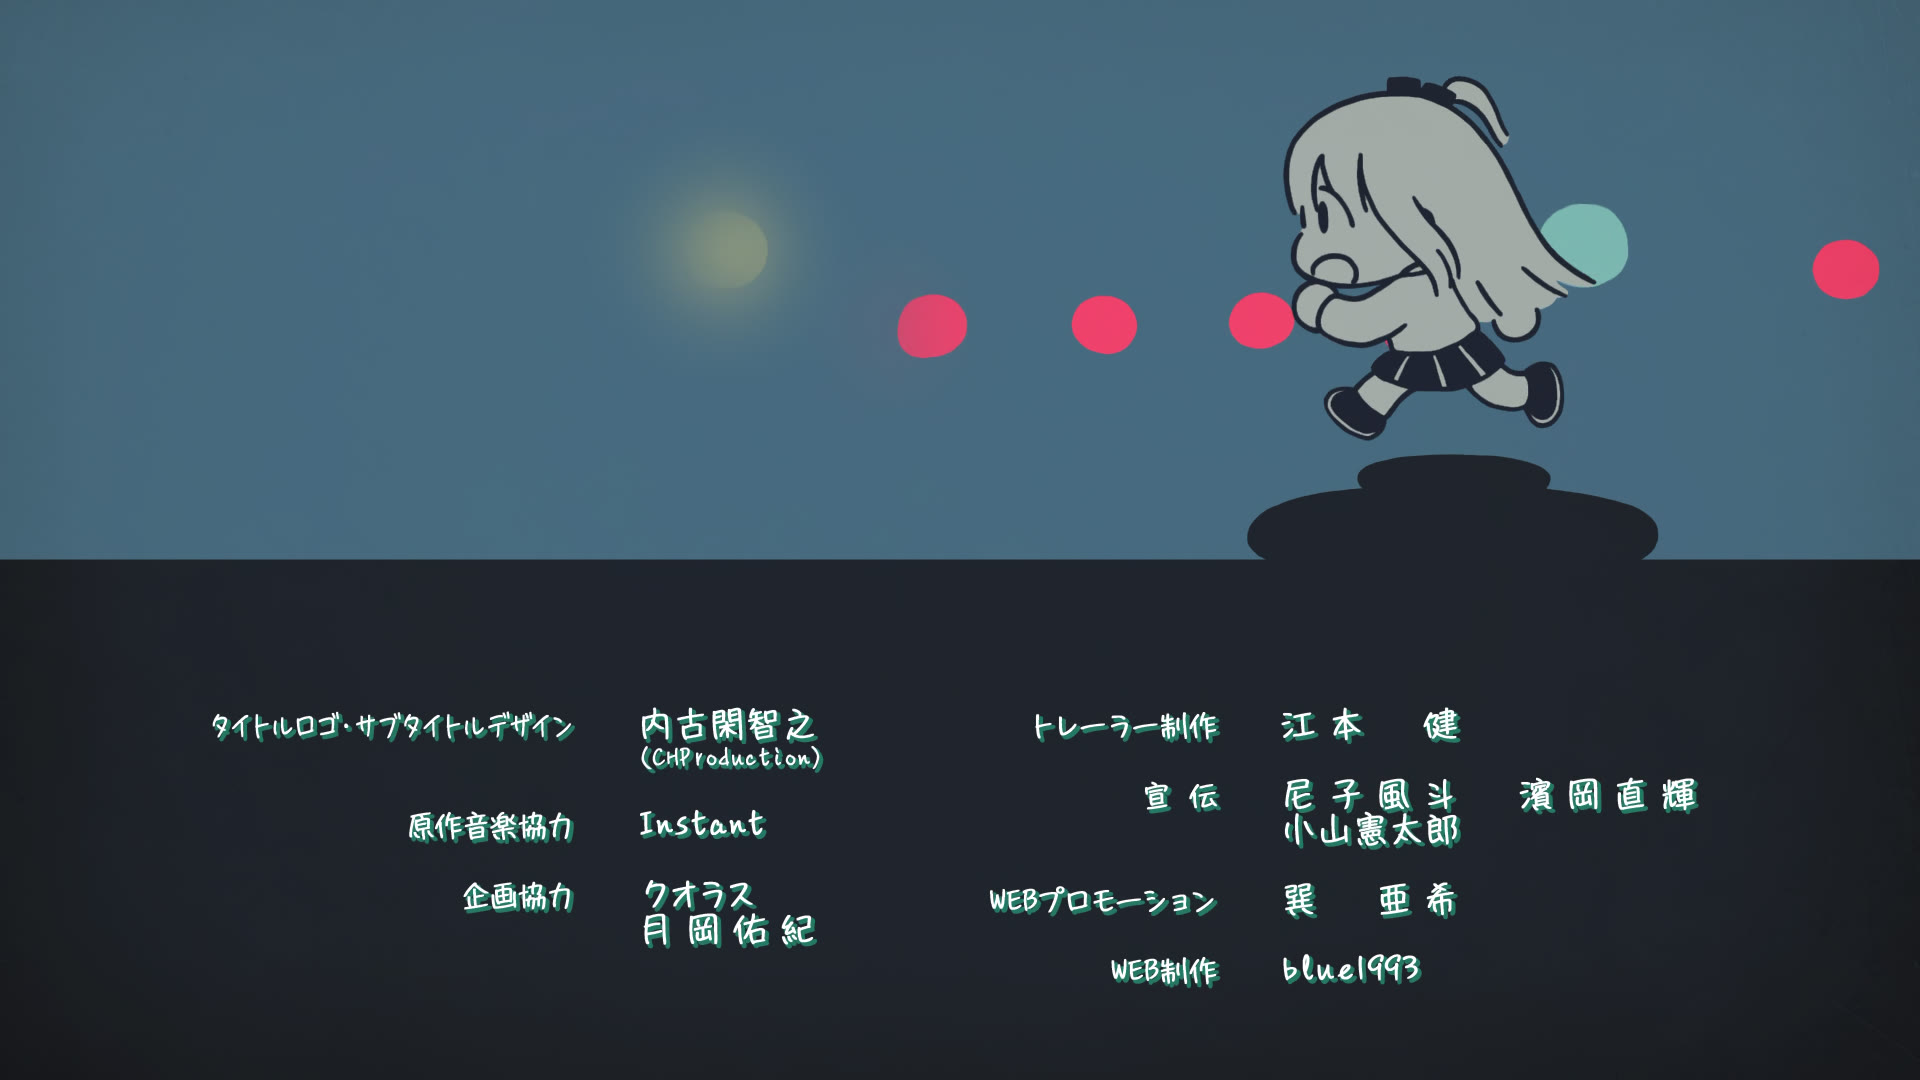 タイトルロゴ・サブタイトルデザイン 内古閑智之
(CHProduction)
原作音楽協力 Instant
企画協力 クオラス
月岡佑紀
トレーラー制作 江本 健
宣伝 尼子風斗 濱岡直輝
小山憲太郎
WEBプロモーション 巽 亜希
WEB制作 blue1993